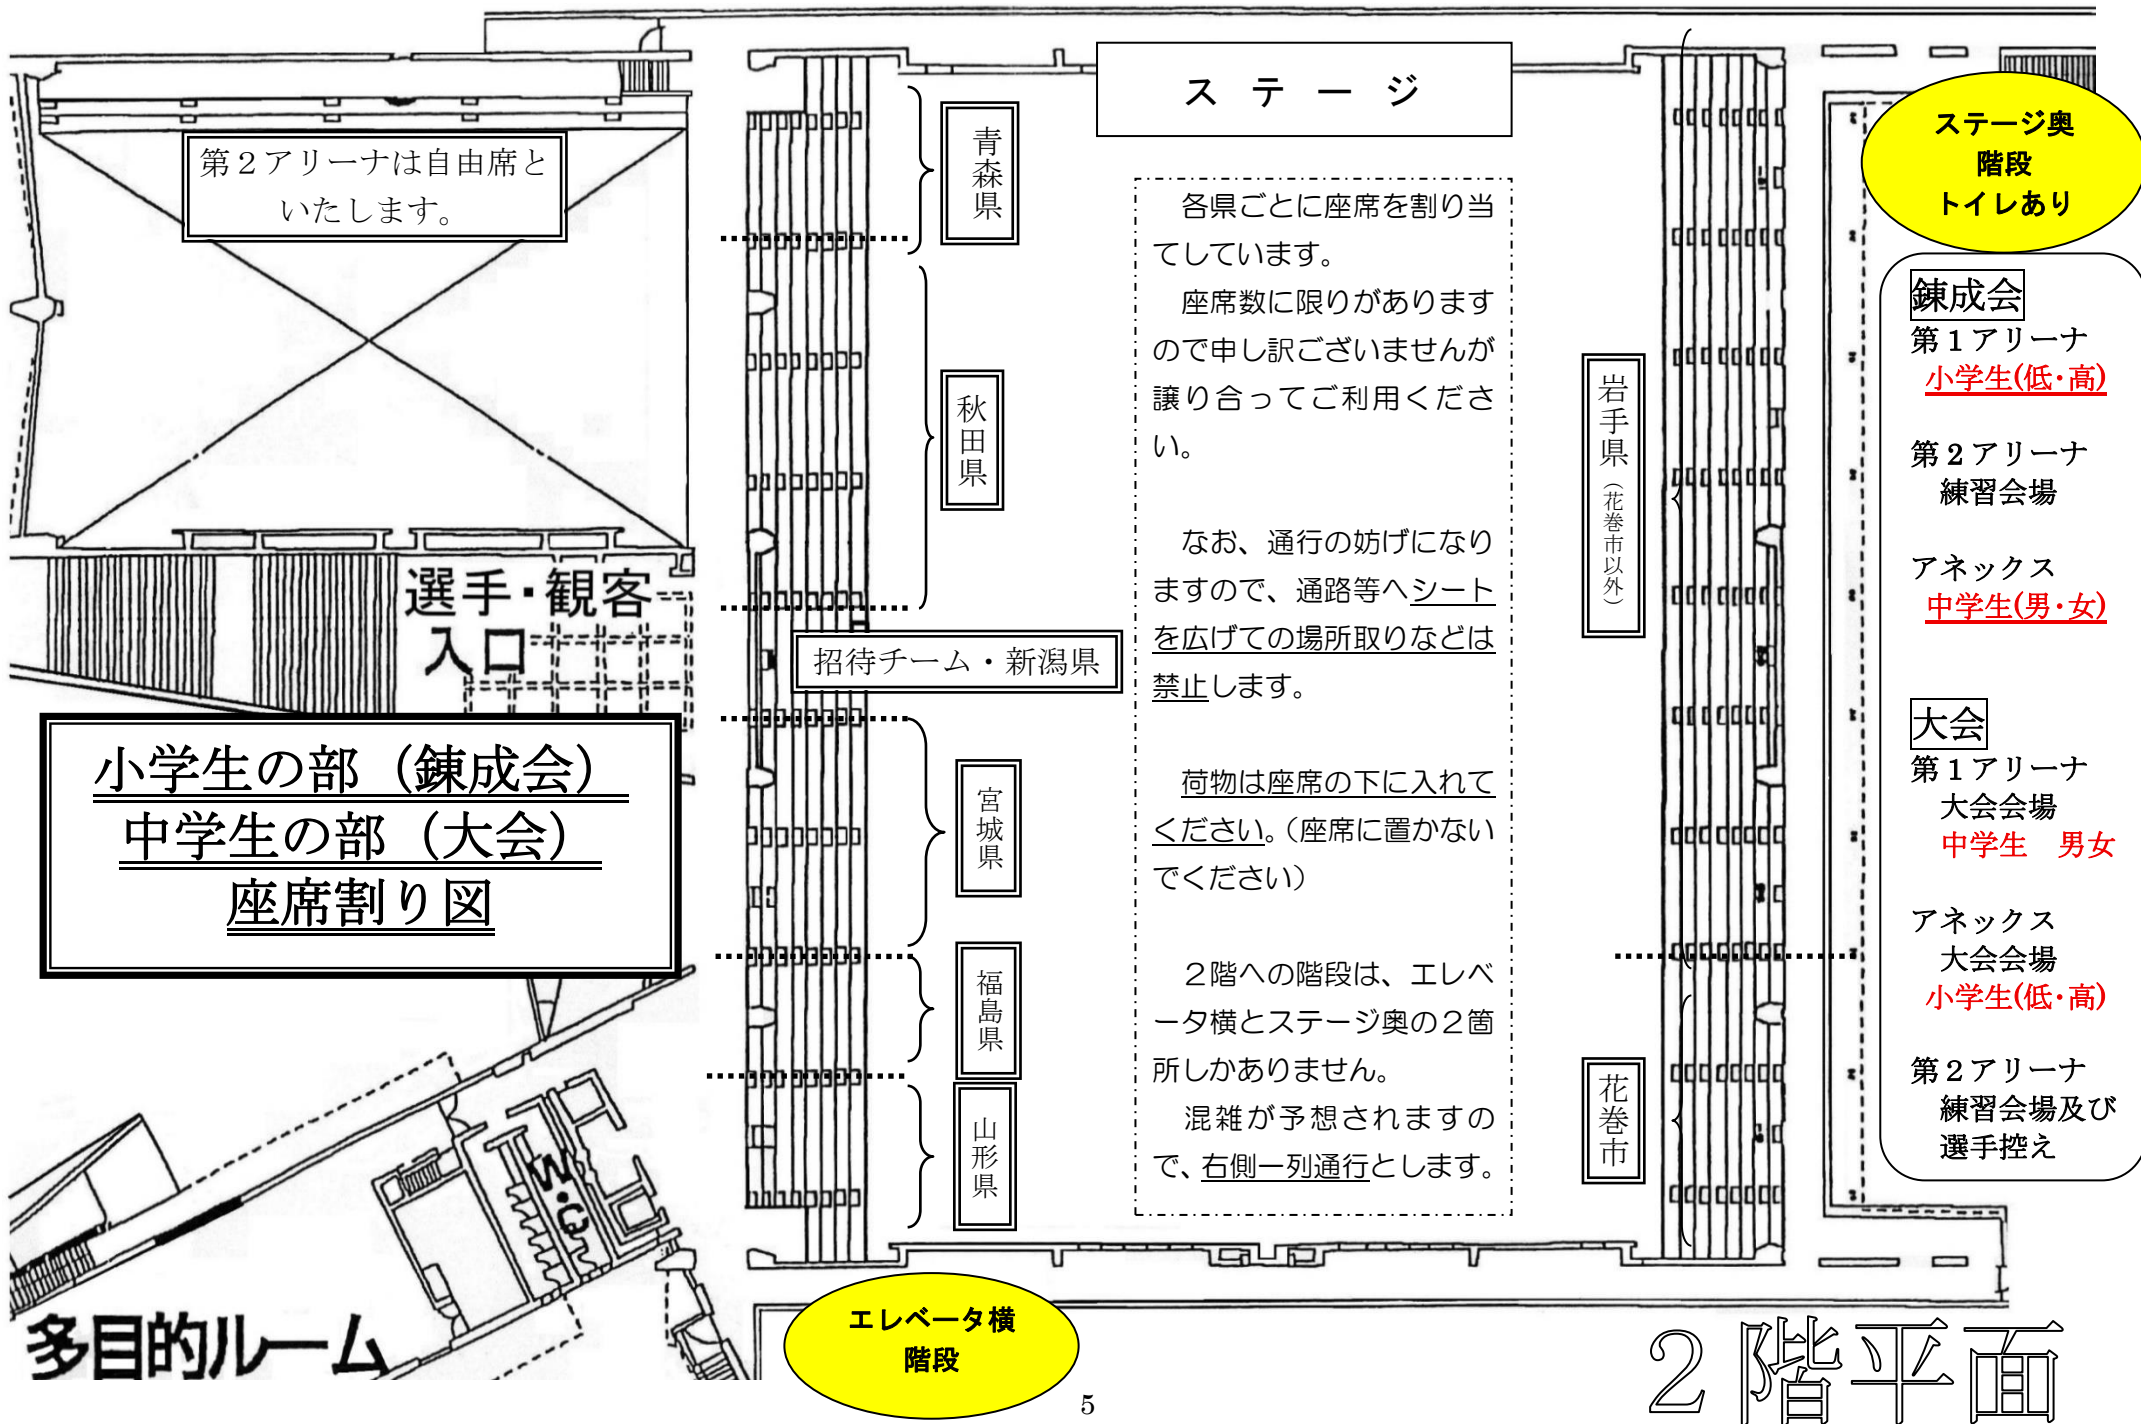 ステージ
第２アリーナは自由席と
いたします。
青森県
秋田県
招待チーム・新潟県
宮城県
福島県
山形県
選手・観客
入口
小学生の部（錬成会）
中学生の部（大会）
座席割り図
各県ごとに座席を割り当
てしています。
座席数に限りがあります
ので申し訳ございませんが
譲り合ってご利用くださ
い。
なお、通行の妨げになり
ますので、通路等へシート
を広げての場所取りなどは
禁止します。
荷物は座席の下に入れて
ください。（座席に置かない
でください）
２階への階段は、エレベ
ータ横とステージ奥の２箇
所しかありません。
混雑が予想されますの
で、右側一列通行とします。
岩手県（花巻市以外）
花巻市
ステージ奥
階段
トイレあり
錬成会
第１アリーナ
小学生(低・高)
第２アリーナ
練習会場
アネックス
中学生(男・女)
大会
第１アリーナ
大会会場
中学生　男女
アネックス
大会会場
小学生(低・高)
第２アリーナ
練習会場及び
選手控え
W.C
多目的ルーム
エレベータ横
階段
5
２階平面